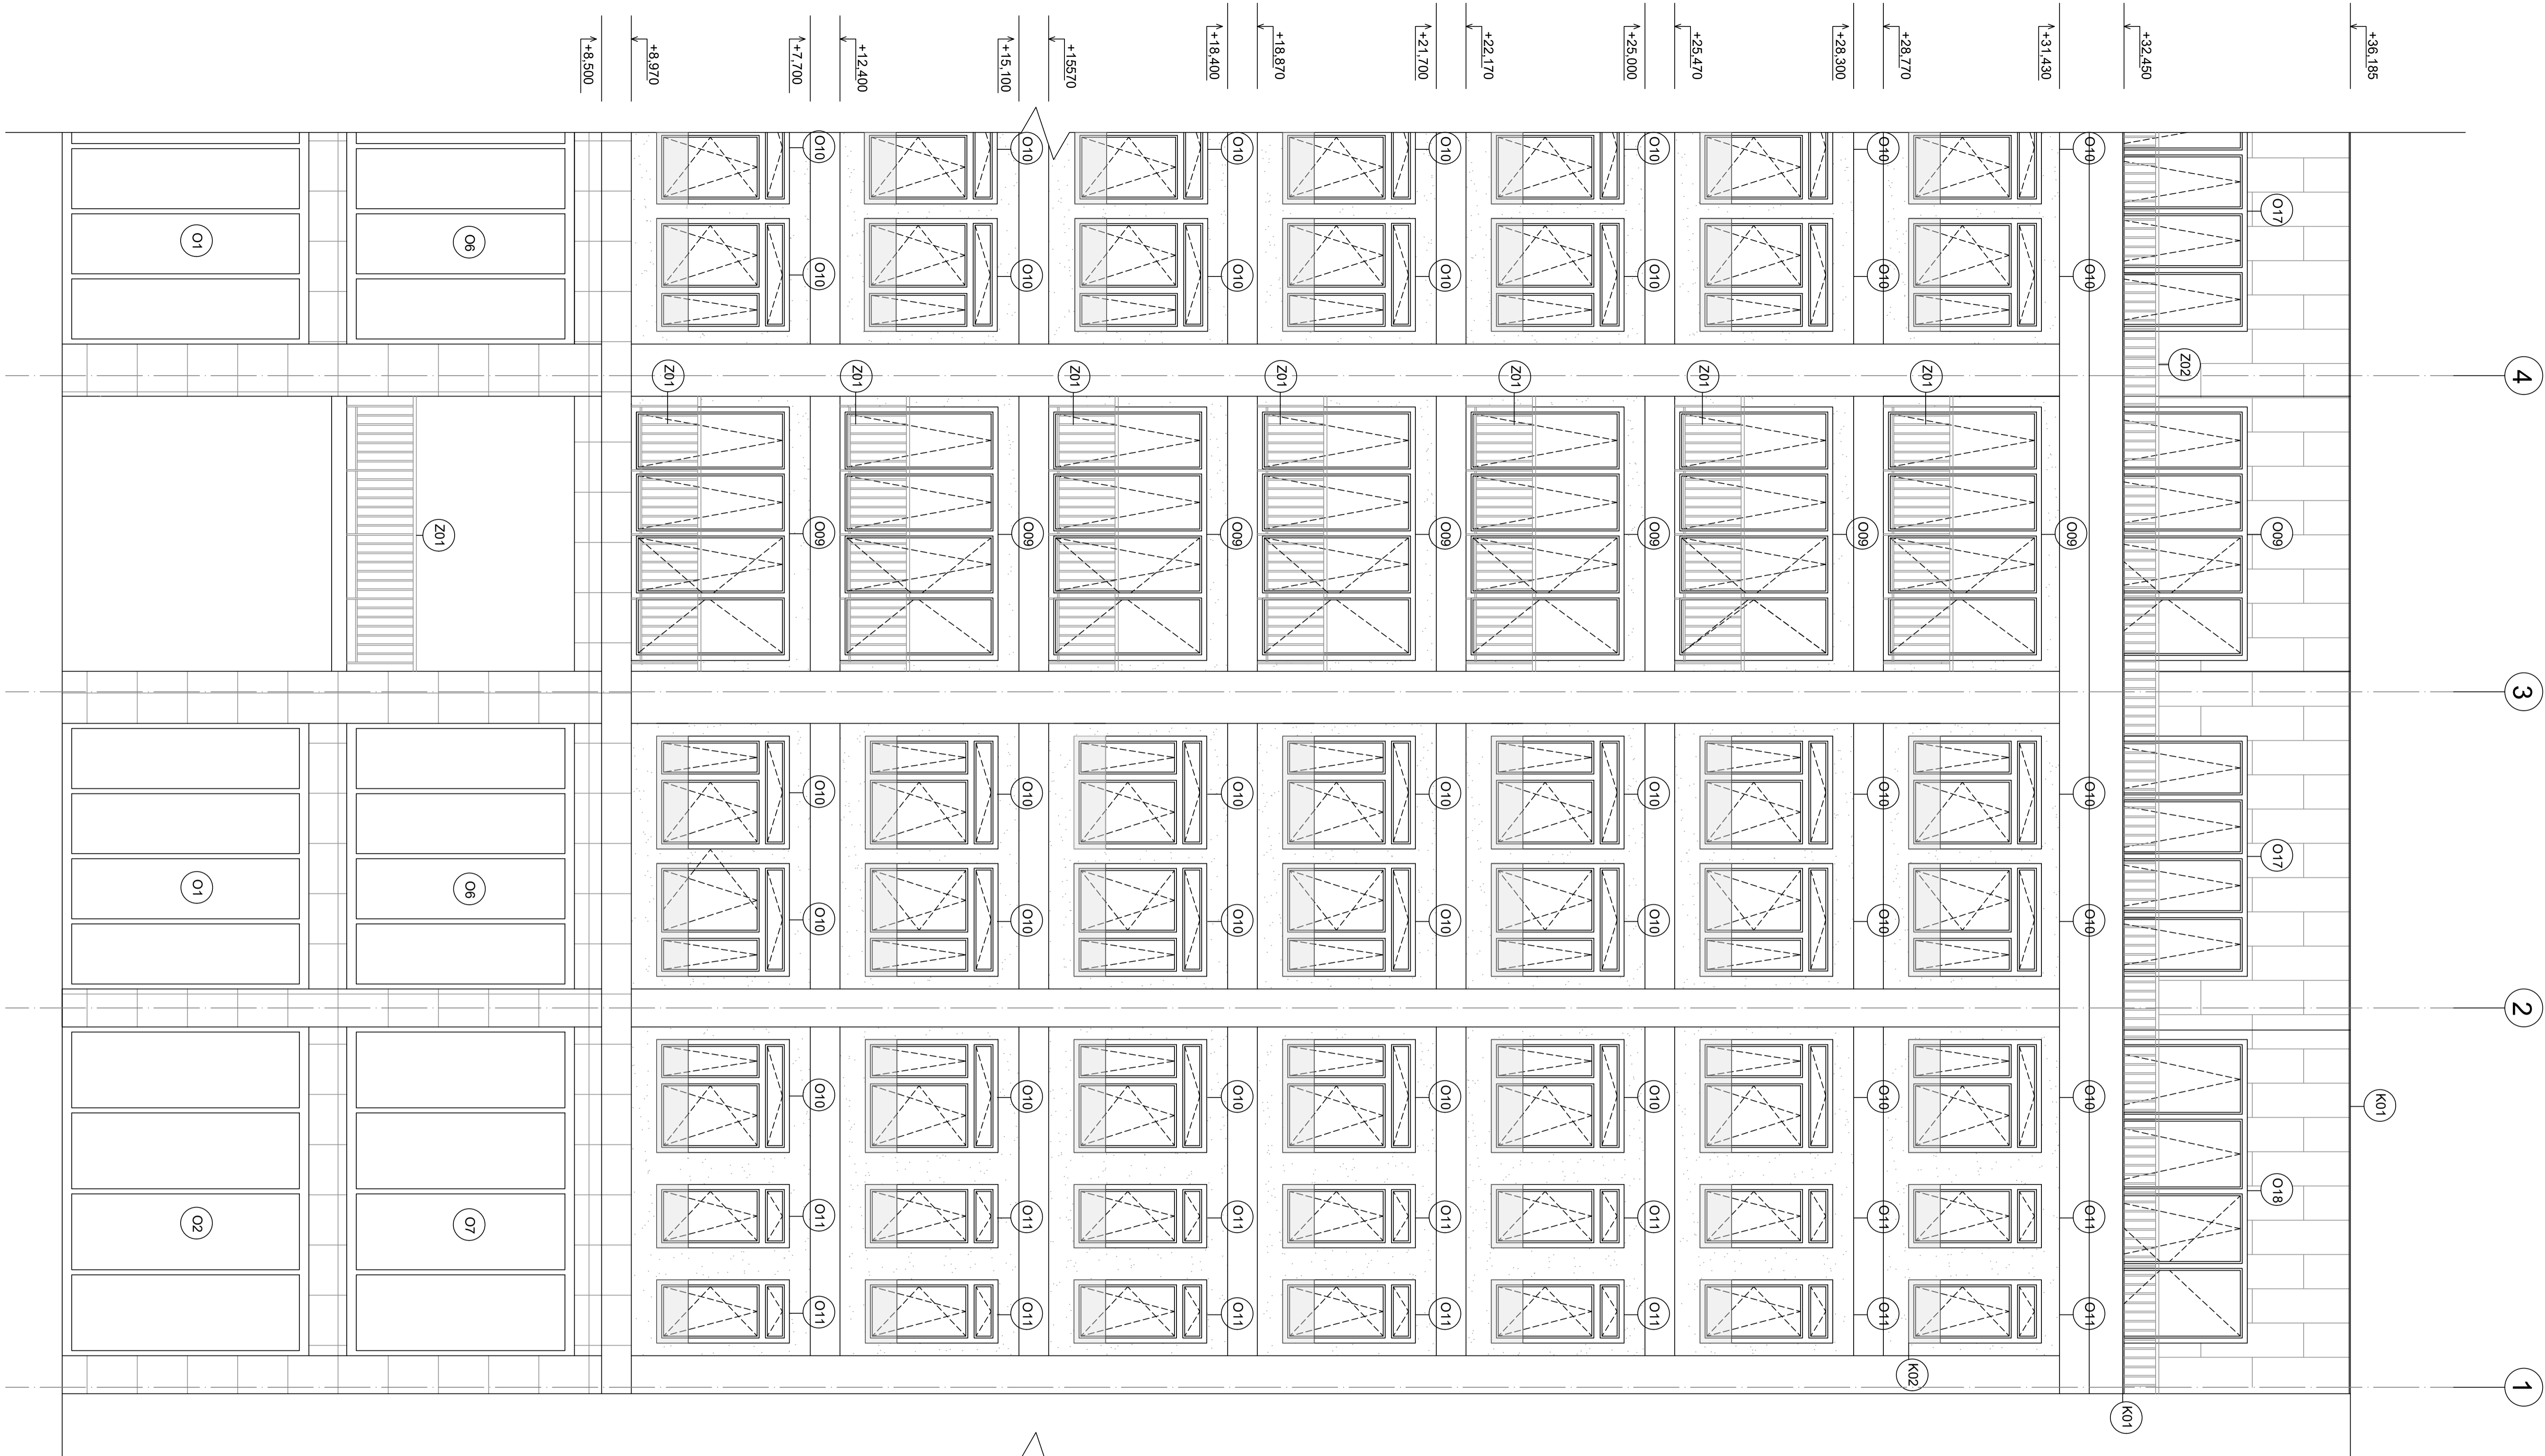 4 3 2 1
+36,185 K01
O17 O09 O17 O18
Z02
+32,450 K01
O10 O10 O09 O10 O10 O10 O11 O11
+31,430
+28,770 Z01 K02
O10 O10 O09 O10 O10 O10 O11 O11
+28,300
+25,470 Z01
O10 O10 O09 O10 O10 O10 O11 O11
+25,000
+22,170 Z01
O10 O10 O09 O10 O10 O10 O11 O11
+21,700
+18,870 Z01
O10 O10 O09 O10 O10 O10 O11 O11
+18,400
+15570 Z01
O10 O10 O09 O10 O10 O10 O11 O11
+15,100
+12,400 Z01
O10 O10 O09 O10 O10 O10 O11 O11
+7,700
+8,970 Z01
+8,500
O6 Z01 O6 O7
O1 O1 O2